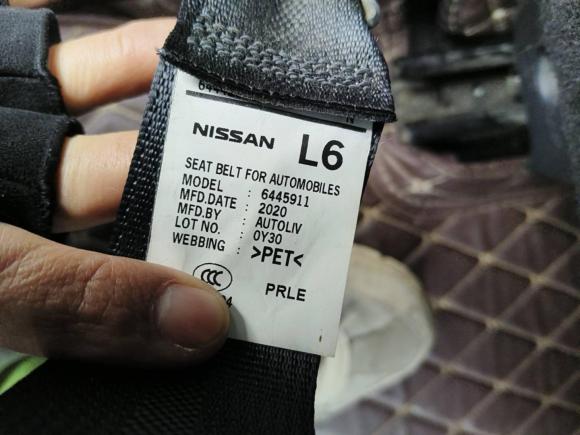 NISSAN L6
SEAT BELT FOR AUTOMOBILES
MODEL : 6445911
MFD.DATE : 2020
MFD.BY : AUTOLIV
LOT NO. : 0Y30
WEBBING : >PET<
CCC
PRLE